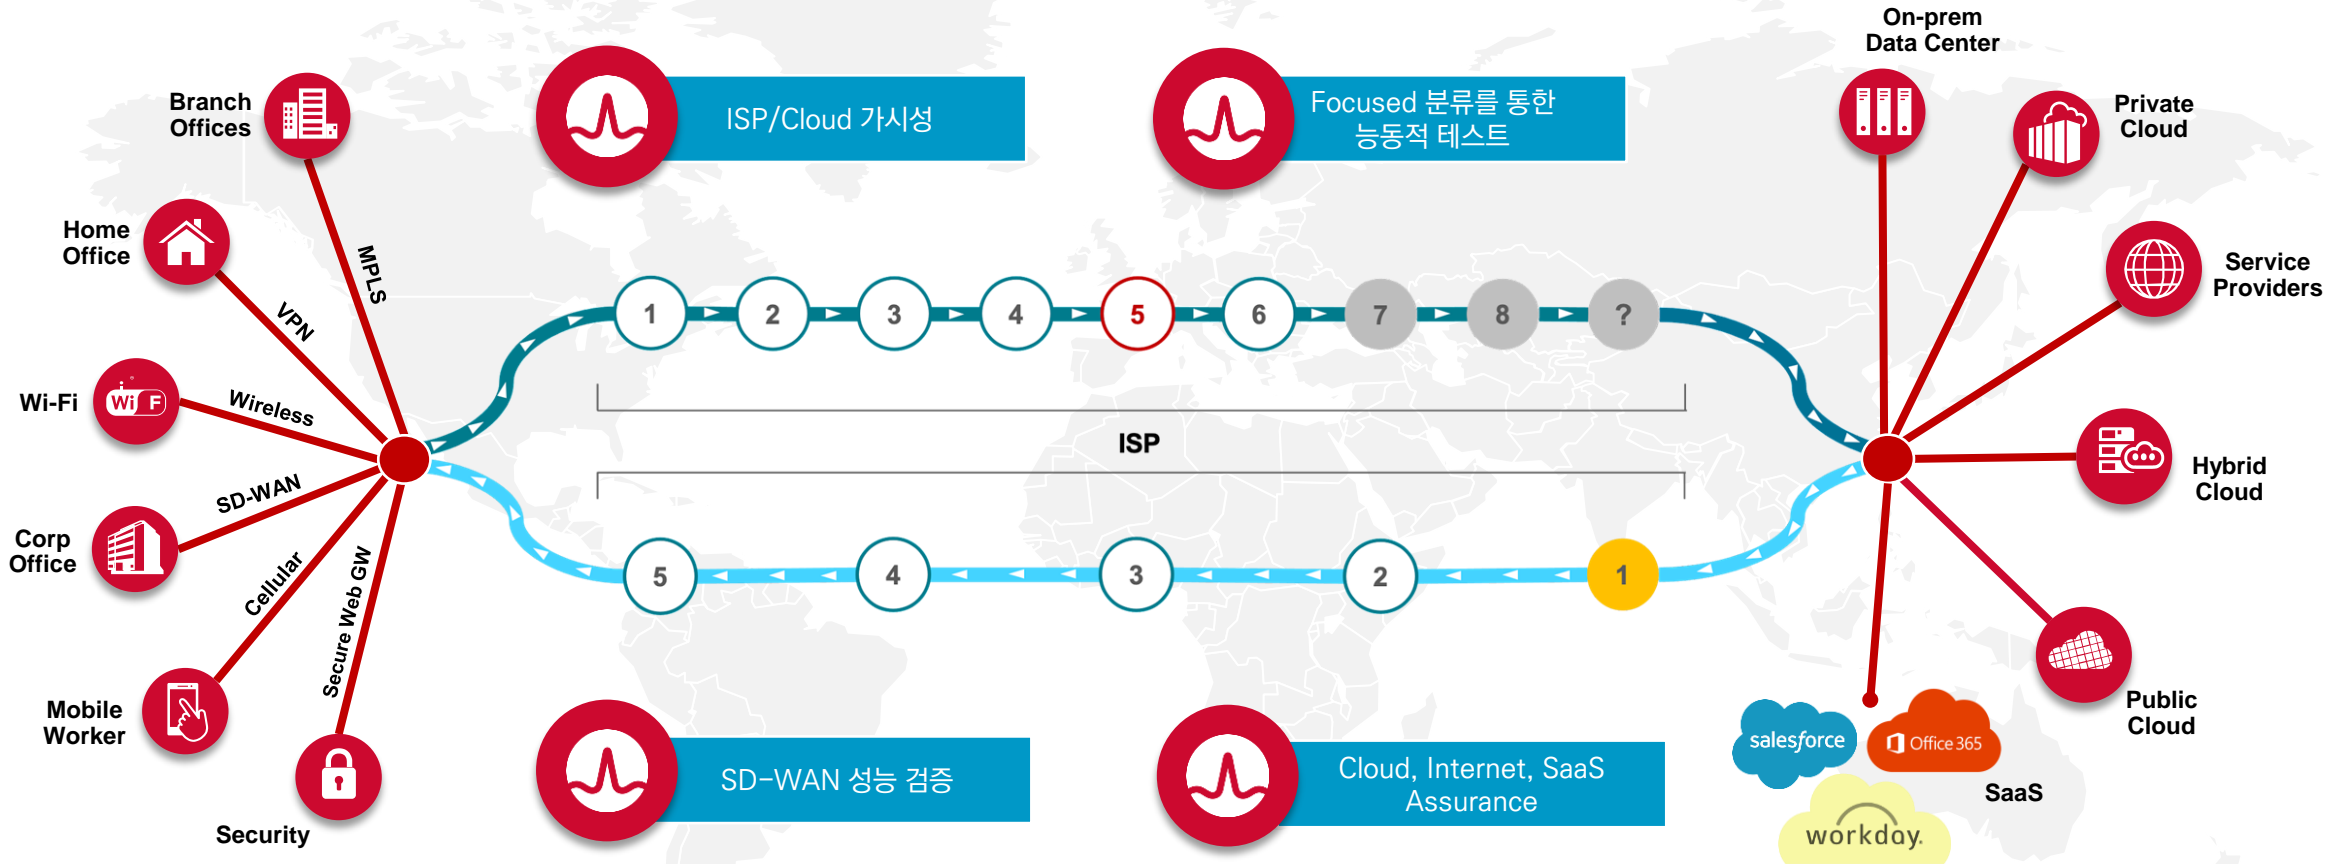 On-prem
Data Center
Branch
Offices
ISP/Cloud 가시성
Focused 분류를 통한
능동적 테스트
Private
Cloud
Home
Office
MPLS
VPN
Service
Providers
1
2
3
4
5
6
7
8
?
Wi-Fi
Wi F
Wireless
ISP
SD-WAN
Hybrid
Cloud
Corp
Office
Cellular
Secure Web GW
5
4
3
2
1
Mobile
Worker
Public
Cloud
SD-WAN 성능 검증
Cloud, Internet, SaaS
Assurance
salesforce
Office 365
SaaS
workday.
Security